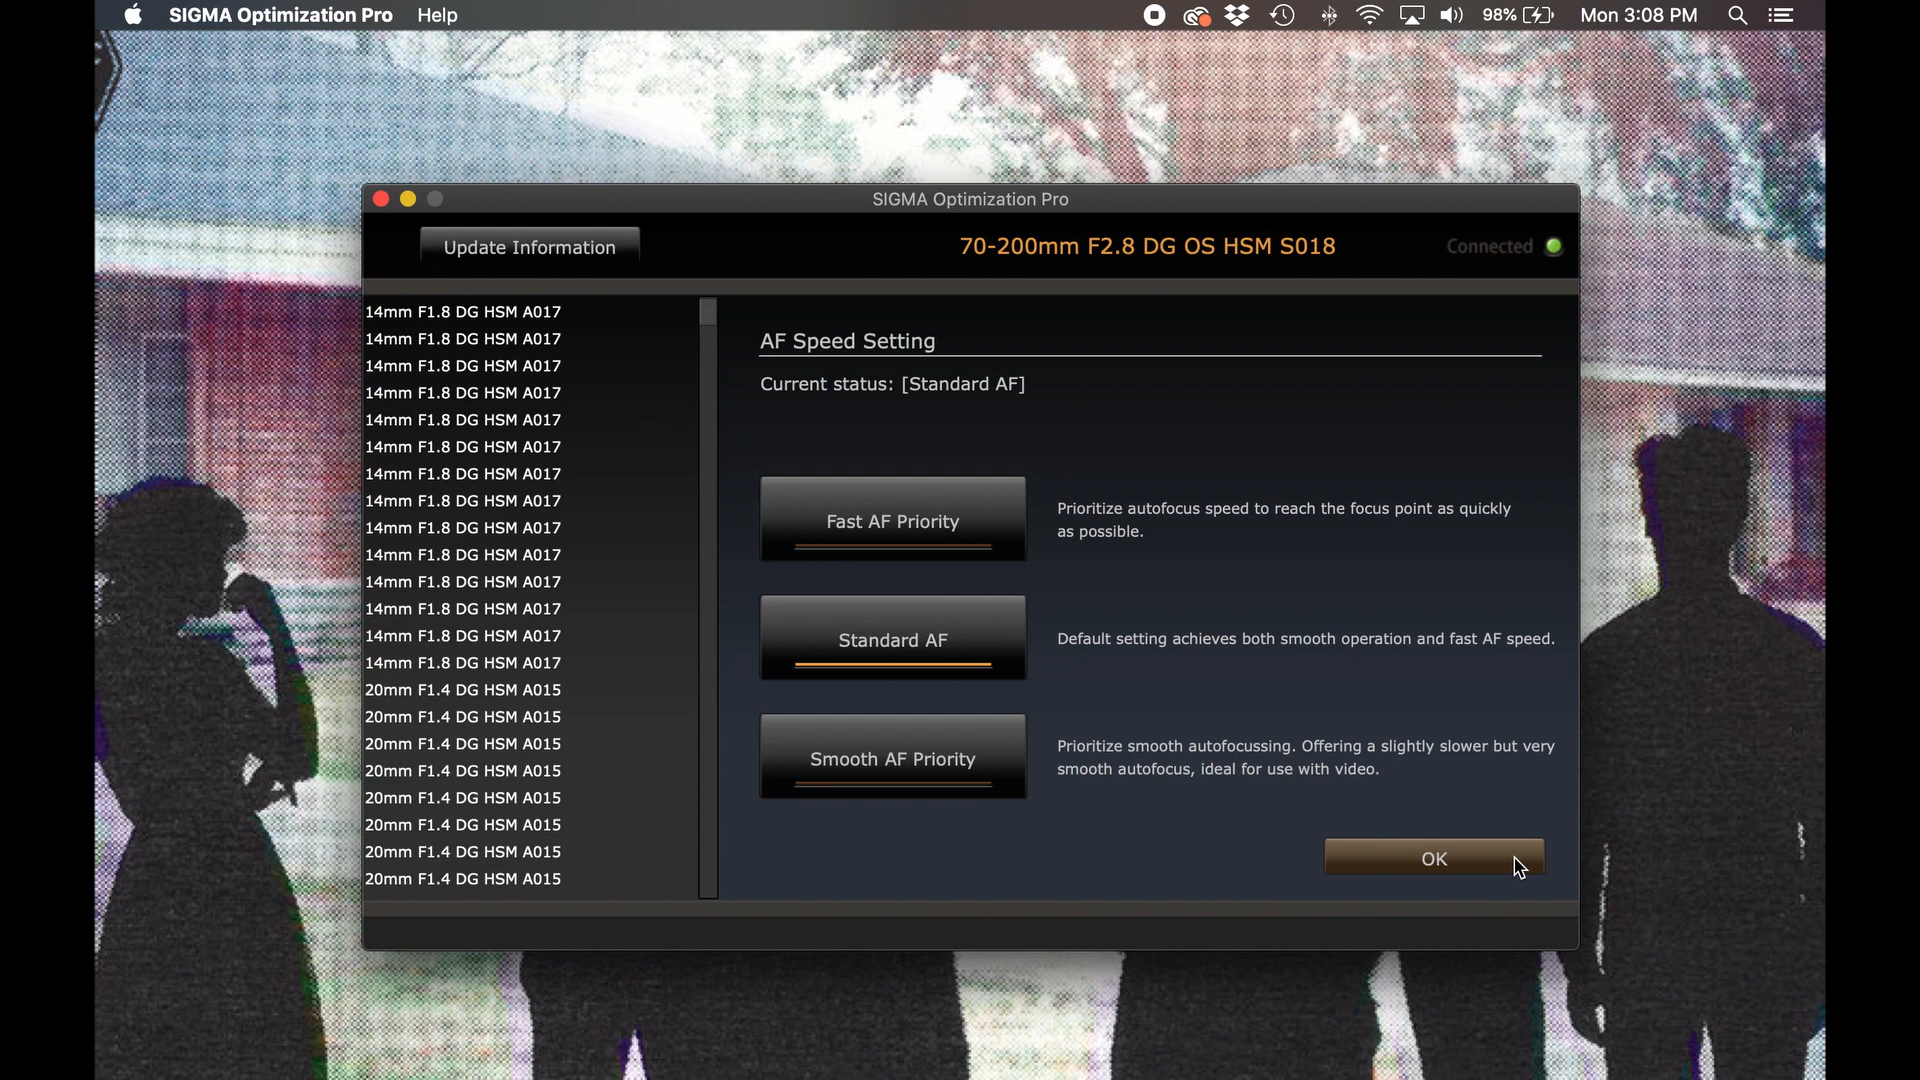 SIGMA Optimization Pro Help 98% Mon 3:08 PM
SIGMA Optimization Pro
Update Information 70-200mm F2.8 DG OS HSM S018 Connected
14mm F1.8 DG HSM A017
14mm F1.8 DG HSM A017
14mm F1.8 DG HSM A017
14mm F1.8 DG HSM A017
14mm F1.8 DG HSM A017
14mm F1.8 DG HSM A017
14mm F1.8 DG HSM A017
14mm F1.8 DG HSM A017
14mm F1.8 DG HSM A017
14mm F1.8 DG HSM A017
14mm F1.8 DG HSM A017
14mm F1.8 DG HSM A017
14mm F1.8 DG HSM A017
14mm F1.8 DG HSM A017
20mm F1.4 DG HSM A015
20mm F1.4 DG HSM A015
20mm F1.4 DG HSM A015
20mm F1.4 DG HSM A015
20mm F1.4 DG HSM A015
20mm F1.4 DG HSM A015
20mm F1.4 DG HSM A015
20mm F1.4 DG HSM A015
AF Speed Setting
Current status: [Standard AF]
Fast AF Priority
Prioritize autofocus speed to reach the focus point as quickly
as possible.
Standard AF
Default setting achieves both smooth operation and fast AF speed.
Smooth AF Priority
Prioritize smooth autofocussing. Offering a slightly slower but very
smooth autofocus, ideal for use with video.
OK